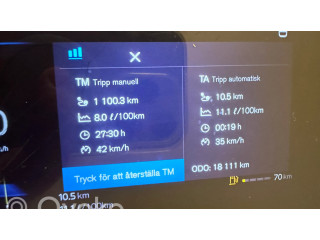 TM Tripp manuell
1 100.3 km
8.0 ℓ/100km
27:30 h
42 km/h
Tryck för att återställa TM
TA Tripp automatisk
10.5 km
11.1 ℓ/100km
00:19 h
35 km/h
ODO: 18 111 km
70 km
10.5 km
/100km
0